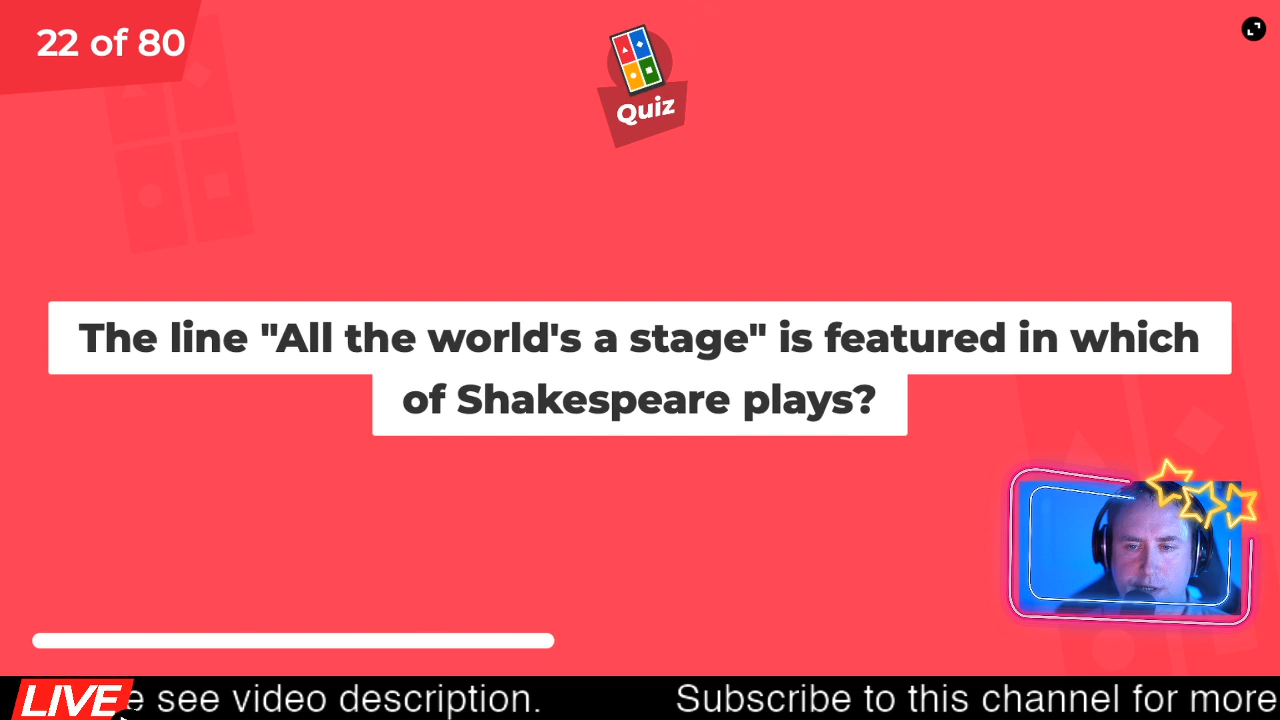 22 of 80
Quiz
The line "All the world's a stage" is featured in which
of Shakespeare plays?
LIVE
e see video description. Subscribe to this channel for more